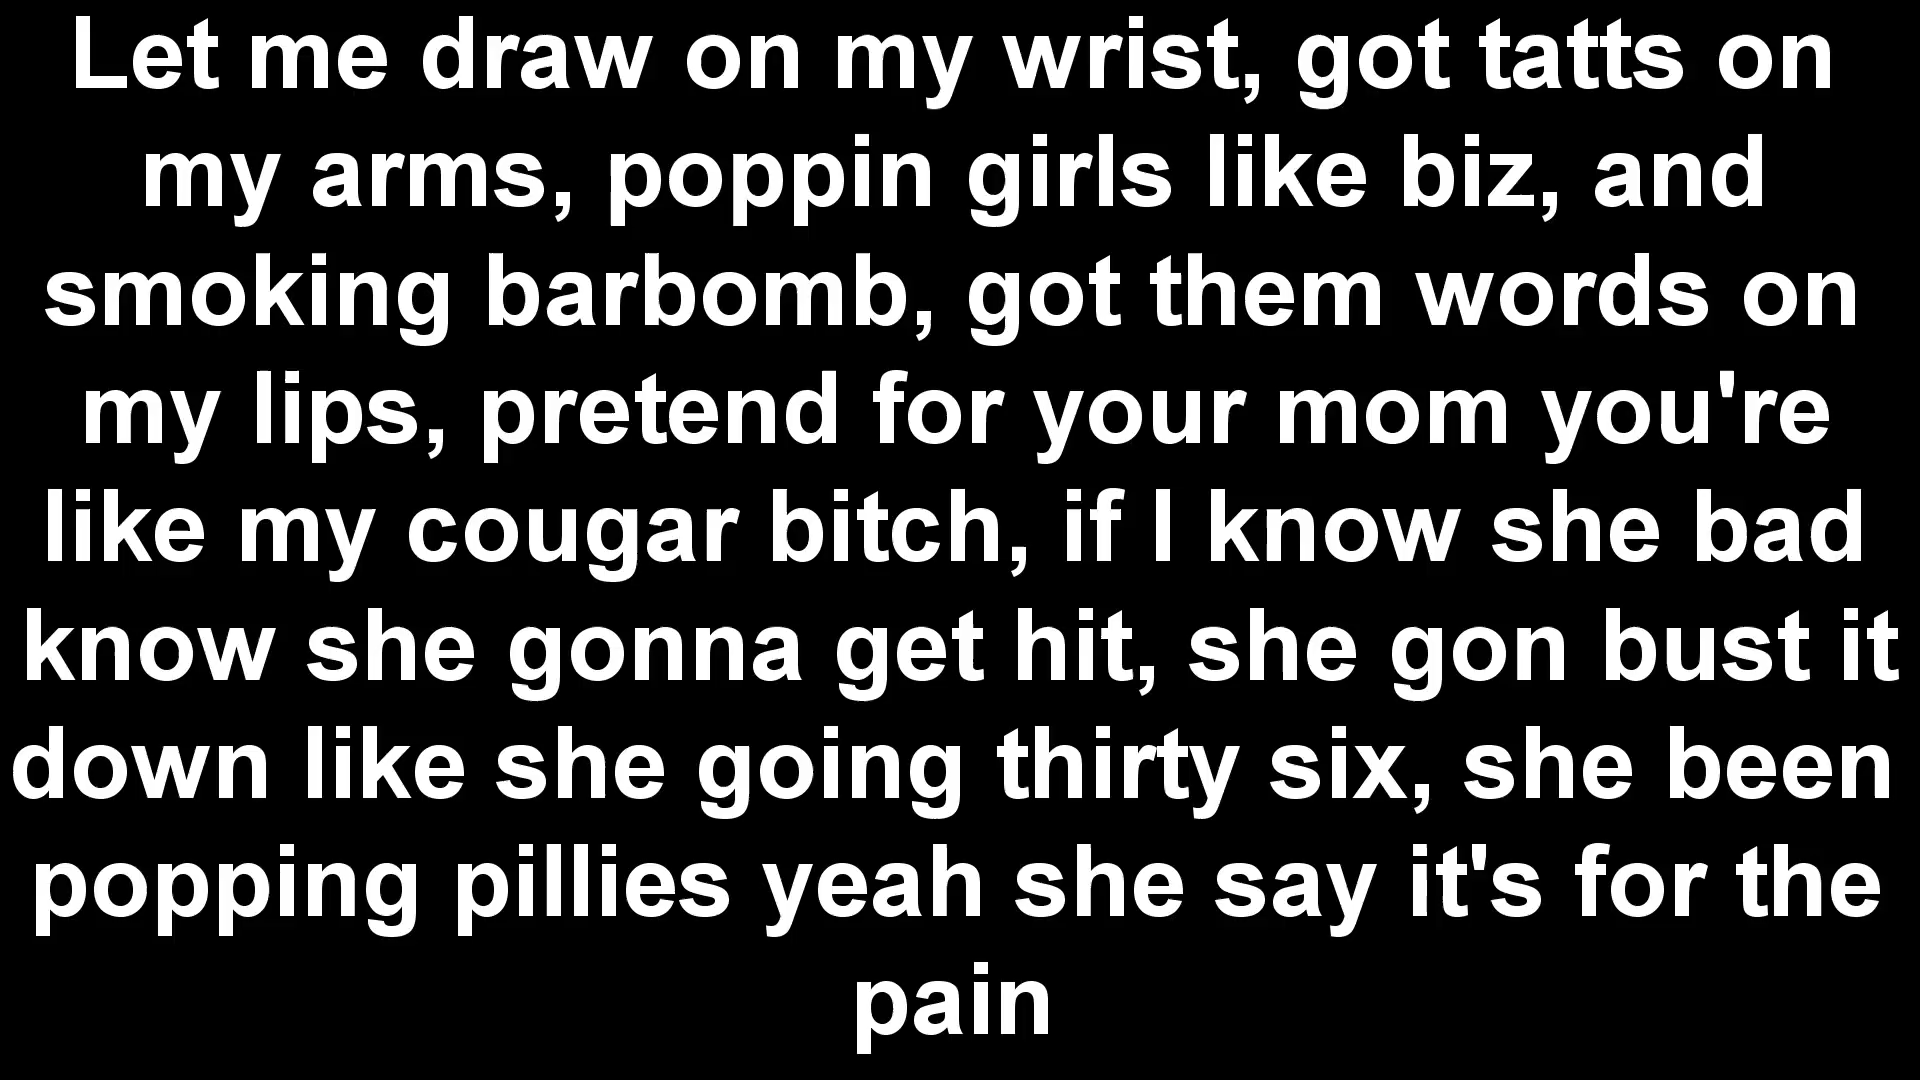 Let me draw on my wrist, got tatts on
my arms, poppin girls like biz, and
smoking barbomb, got them words on
my lips, pretend for your mom you're
like my cougar bitch, if I know she bad
know she gonna get hit, she gon bust it
down like she going thirty six, she been
popping pillies yeah she say it's for the
pain